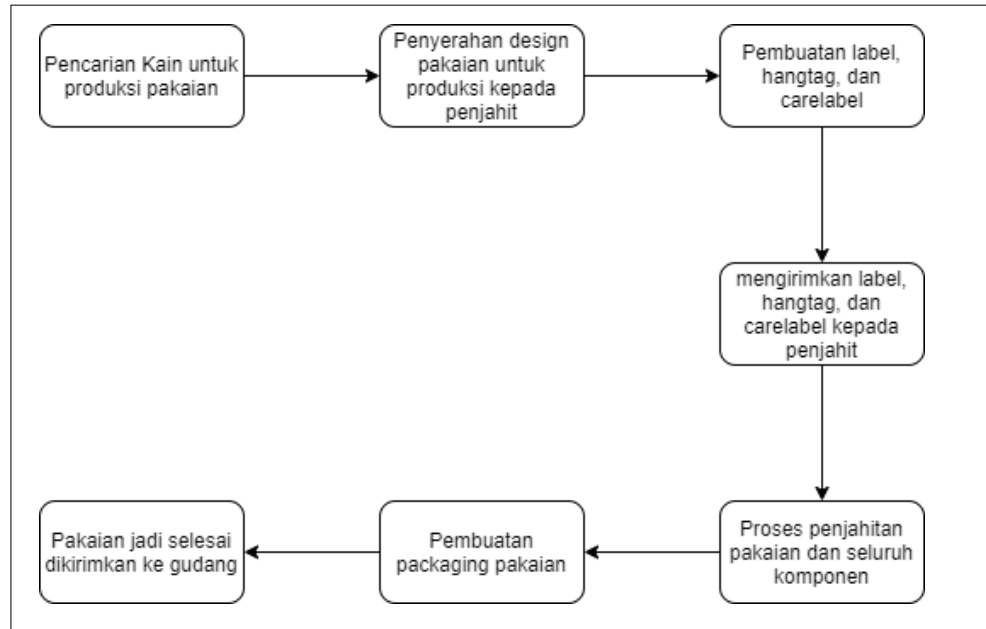 Pencarian Kain untuk
produksi pakaian
Penyerahan design
pakaian untuk
produksi kepada
penjahit
Pembuatan label,
hangtag, dan
carelabel
mengirimkan label,
hangtag, dan
carelabel kepada
penjahit
Proses penjahitan
pakaian dan seluruh
komponen
Pembuatan
packaging pakaian
Pakaian jadi selesai
dikirimkan ke gudang